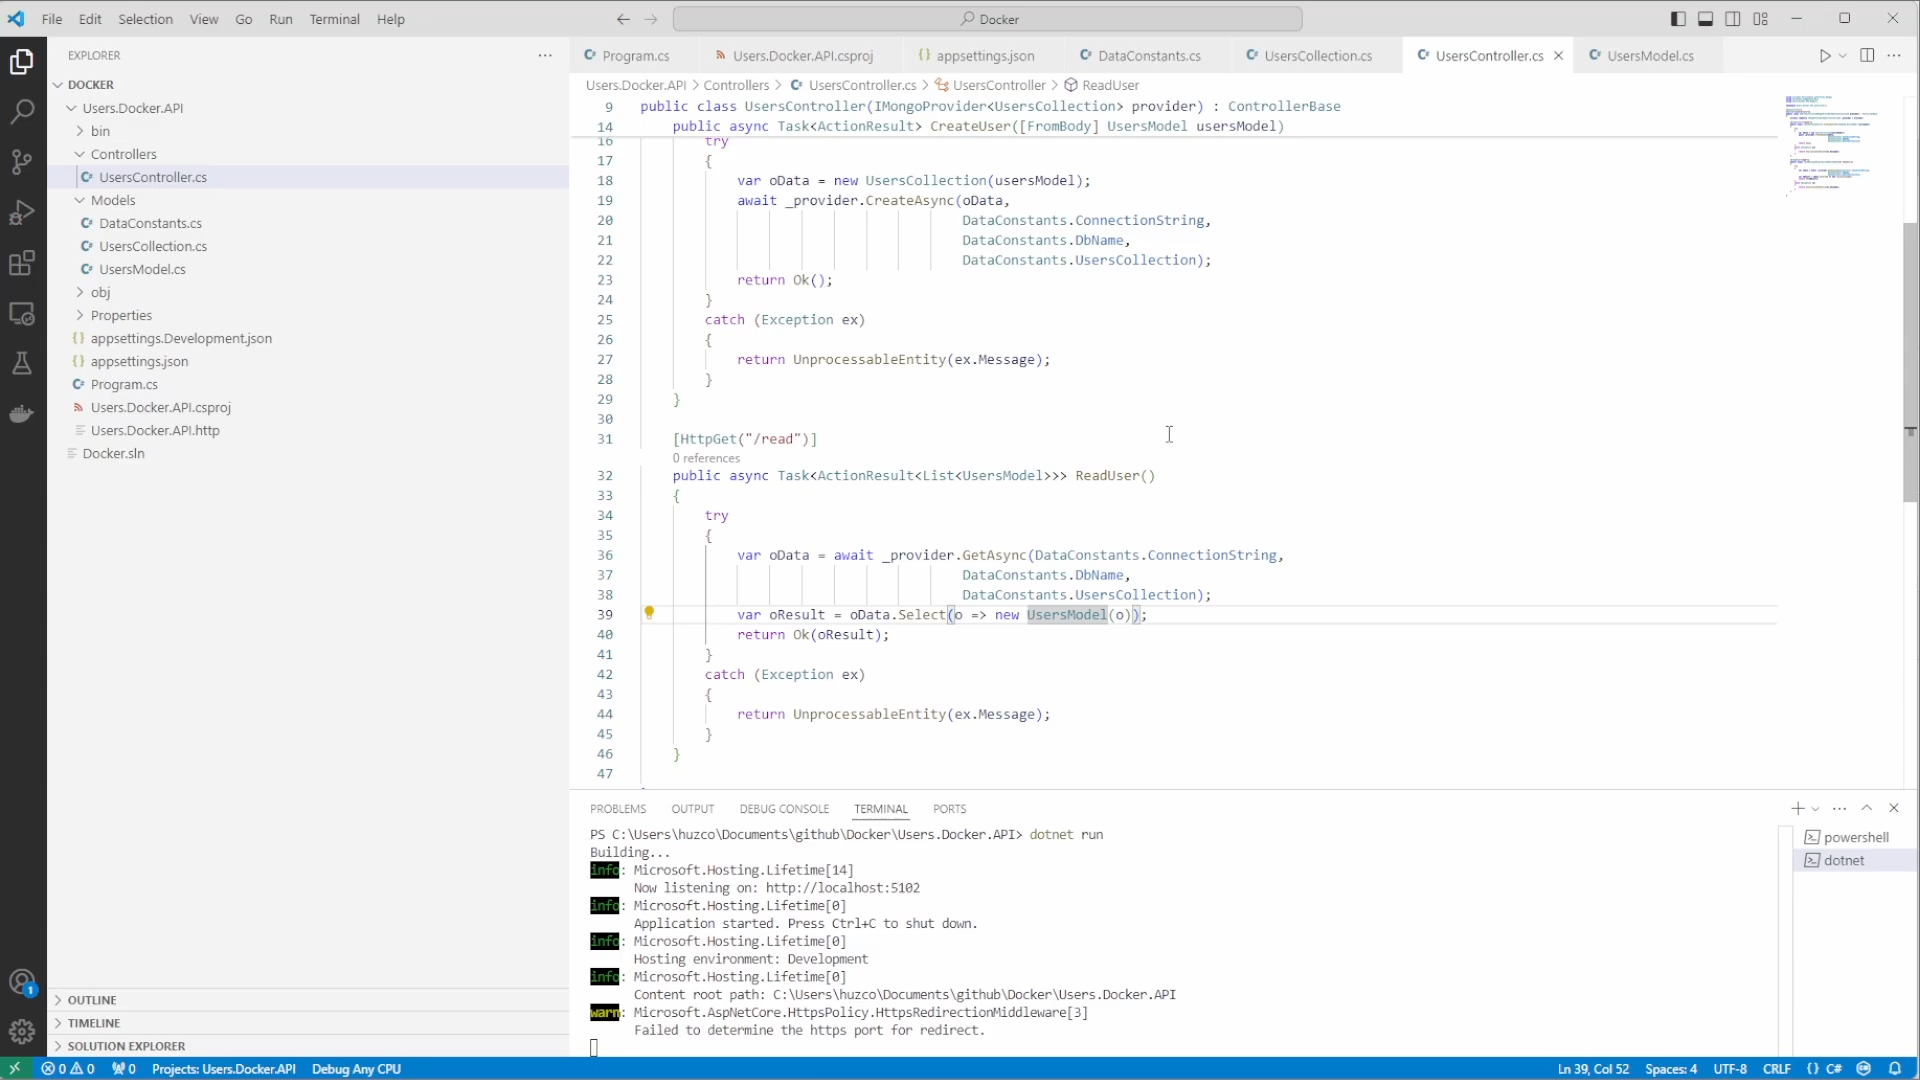 File Edit Selection View Go Run Terminal Help
Docker
EXPLORER
DOCKER
Users.Docker.API
bin
Controllers
UsersController.cs
Models
DataConstants.cs
UsersCollection.cs
UsersModel.cs
obj
Properties
appsettings.Development.json
appsettings.json
Program.cs
Users.Docker.API.csproj
Users.Docker.API.http
Docker.sln
OUTLINE
TIMELINE
SOLUTION EXPLORER
Program.cs Users.Docker.API.csproj appsettings.json DataConstants.cs UsersCollection.cs UsersController.cs UsersModel.cs
Users.Docker.API > Controllers > UsersController.cs > UsersController > ReadUser
9 public class UsersController(IMongoProvider<UsersCollection> provider) : ControllerBase
14 public async Task<ActionResult> CreateUser([FromBody] UsersModel usersModel)
16 try
17 {
18 var oData = new UsersCollection(usersModel);
19 await _provider.CreateAsync(oData,
20 DataConstants.ConnectionString,
21 DataConstants.DbName,
22 DataConstants.UsersCollection);
23 return Ok();
24 }
25 catch (Exception ex)
26 {
27 return UnprocessableEntity(ex.Message);
28 }
29 }
30
31 [HttpGet("/read")]
0 references
32 public async Task<ActionResult<List<UsersModel>>> ReadUser()
33 {
34 try
35 {
36 var oData = await _provider.GetAsync(DataConstants.ConnectionString,
37 DataConstants.DbName,
38 DataConstants.UsersCollection);
39 var oResult = oData.Select(o => new UsersModel(o));
40 return Ok(oResult);
41 }
42 catch (Exception ex)
43 {
44 return UnprocessableEntity(ex.Message);
45 }
46 }
47
PROBLEMS OUTPUT DEBUG CONSOLE TERMINAL PORTS
PS C:\Users\huzco\Documents\github\Docker\Users.Docker.API> dotnet run
Building...
info: Microsoft.Hosting.Lifetime[14]
Now listening on: http://localhost:5102
info: Microsoft.Hosting.Lifetime[0]
Application started. Press Ctrl+C to shut down.
info: Microsoft.Hosting.Lifetime[0]
Hosting environment: Development
info: Microsoft.Hosting.Lifetime[0]
Content root path: C:\Users\huzco\Documents\github\Docker\Users.Docker.API
warn: Microsoft.AspNetCore.HttpsPolicy.HttpsRedirectionMiddleware[3]
Failed to determine the https port for redirect.
powershell
dotnet
1
0 0 0 Projects: Users.Docker.API Debug Any CPU
Ln 39, Col 52 Spaces: 4 UTF-8 CRLF {} C#